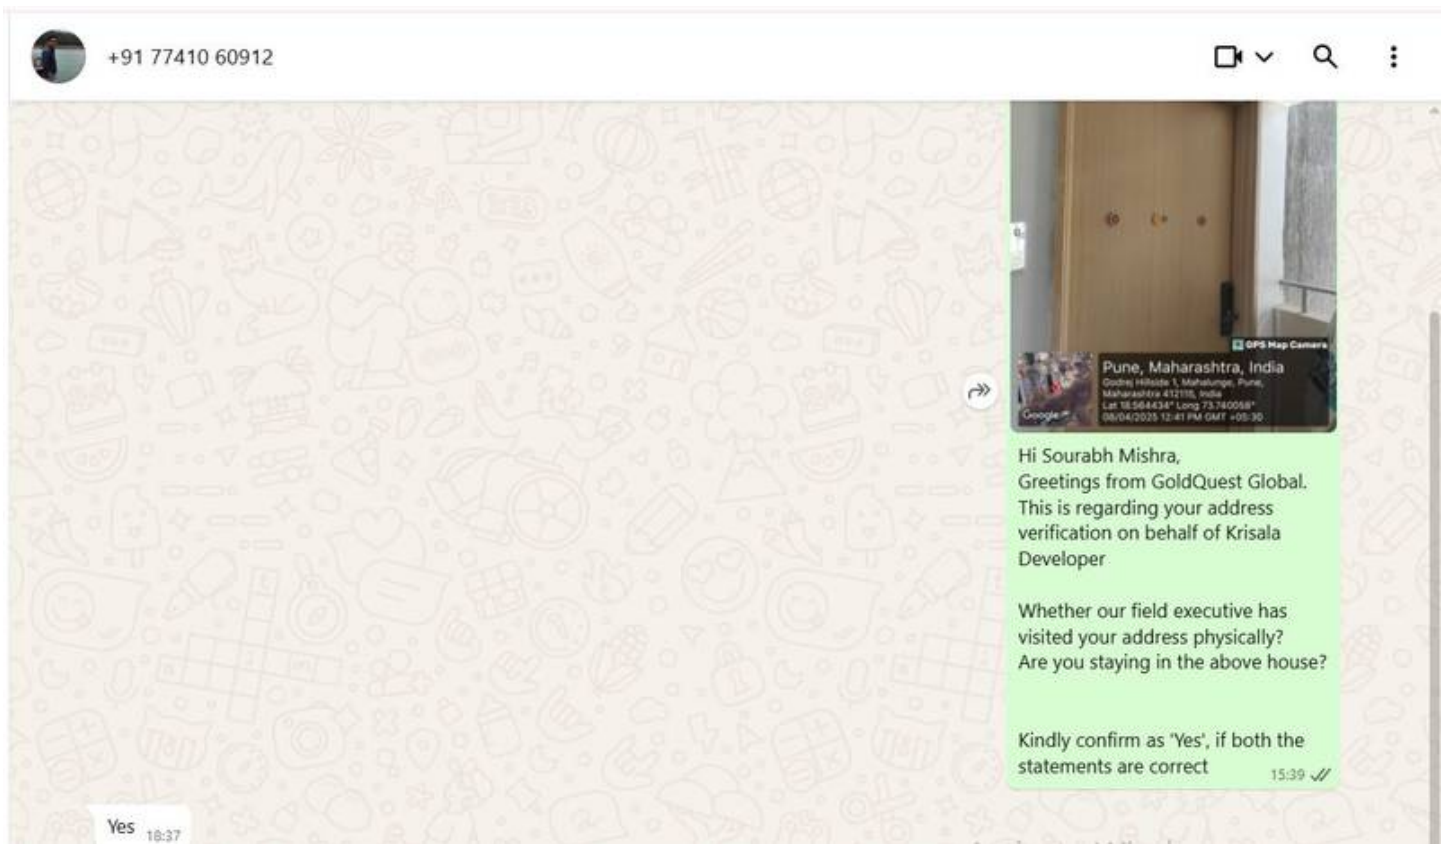 +91 77410 60912
GPS Map Camera
Pune, Maharashtra, India
Godrej Hillside 1, Mahalunge, Pune,
Maharashtra 412115, India
Lat 18.564434° Long 73.740059°
08/04/2025 12:41 PM GMT +05:30
Google
Hi Sourabh Mishra,
Greetings from GoldQuest Global.
This is regarding your address
verification on behalf of Krisala
Developer
Whether our field executive has
visited your address physically?
Are you staying in the above house?
Kindly confirm as 'Yes', if both the
statements are correct
15:39
Yes 18:37